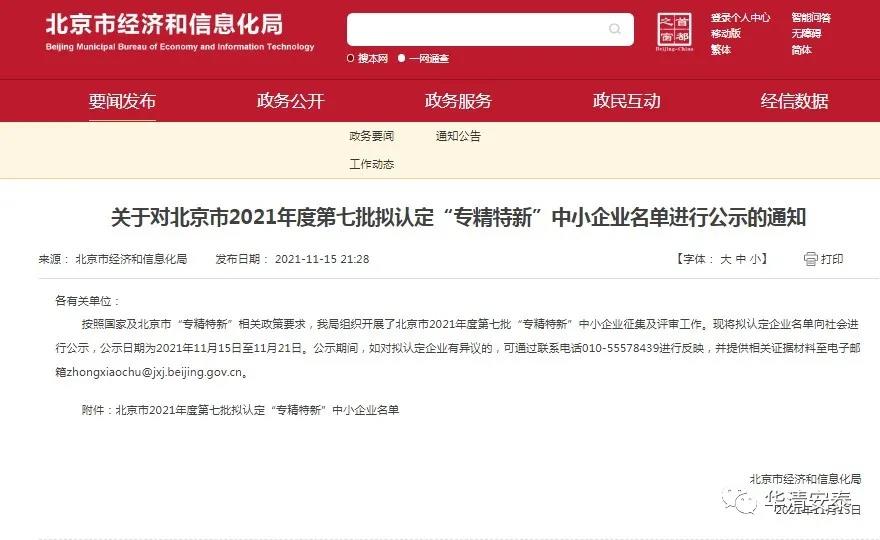 北京市经济和信息化局
Beijing Municipal Bureau of Economy and Information Technology
搜本网 一网通查
首都之窗
Beijing-China
登录个人中心 智能问答
移动版 无障碍
繁体 简体
要闻发布 政务公开 政务服务 政民互动 经信数据
政务要闻 通知公告
工作动态
关于对北京市2021年度第七批拟认定“专精特新”中小企业名单进行公示的通知
来源： 北京市经济和信息化局 发布日期： 2021-11-15 21:28 【字体： 大 中 小】 打印
各有关单位：
按照国家及北京市“专精特新”相关政策要求，我局组织开展了北京市2021年度第七批“专精特新”中小企业征集及评审工作。现将拟认定企业名单向社会进
行公示，公示日期为2021年11月15日至11月21日。公示期间，如对拟认定企业有异议的，可通过联系电话010-55578439进行反映，并提供相关证据材料至电子邮
箱zhongxiaochu@jxj.beijing.gov.cn。
附件：北京市2021年度第七批拟认定“专精特新”中小企业名单
北京市经济和信息化局
华清安泰
2021年11月15日